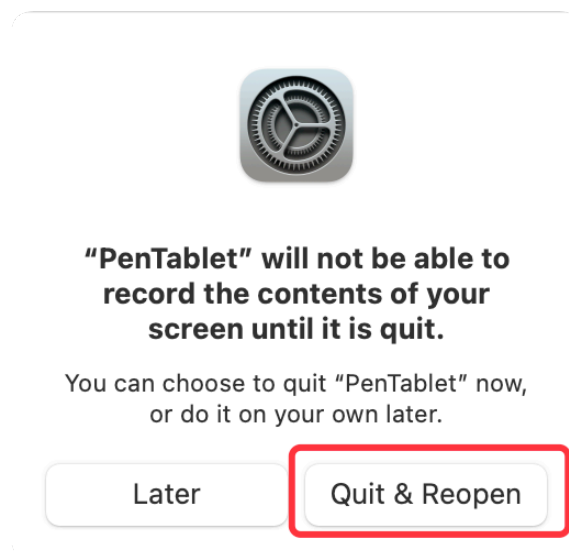 “PenTablet” will not be able to
record the contents of your
screen until it is quit.
You can choose to quit “PenTablet” now,
or do it on your own later.
Later
Quit & Reopen